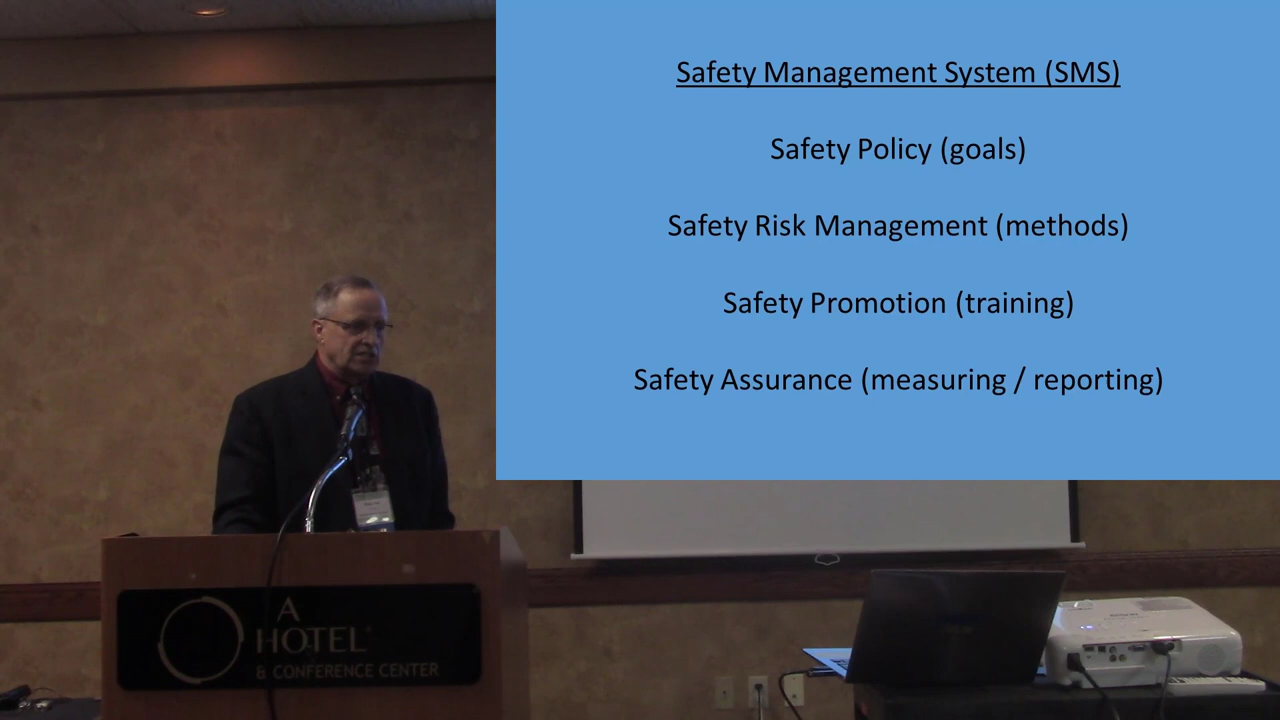 Safety Management System (SMS)
Safety Policy (goals)
Safety Risk Management (methods)
Safety Promotion (training)
Safety Assurance (measuring / reporting)
A
HOTEL
& CONFERENCE CENTER